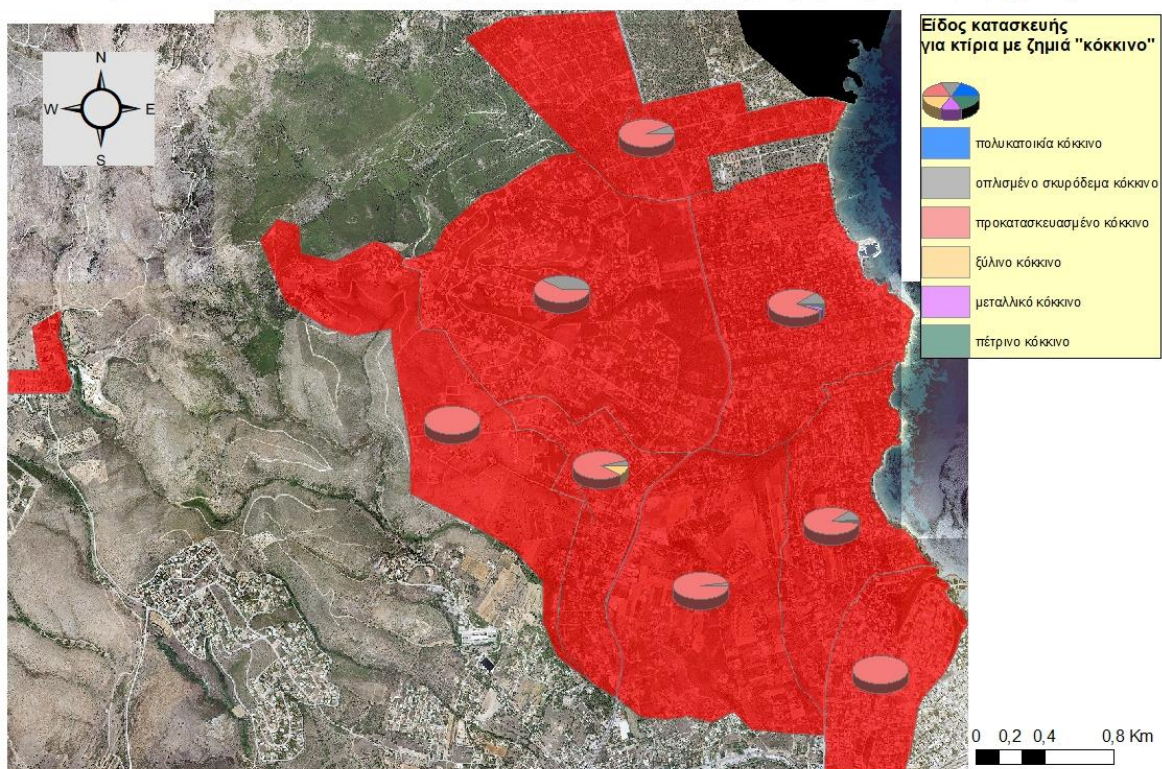 Είδος κατασκευής
για κτίρια με ζημιά "κόκκινο"
N
W E
S
πολυκατοικία κόκκινο
οπλισμένο σκυρόδεμα κόκκινο
προκατασκευασμένο κόκκινο
ξύλινο κόκκινο
μεταλλικό κόκκινο
πέτρινο κόκκινο
0 0,2 0,4 0,8 Km